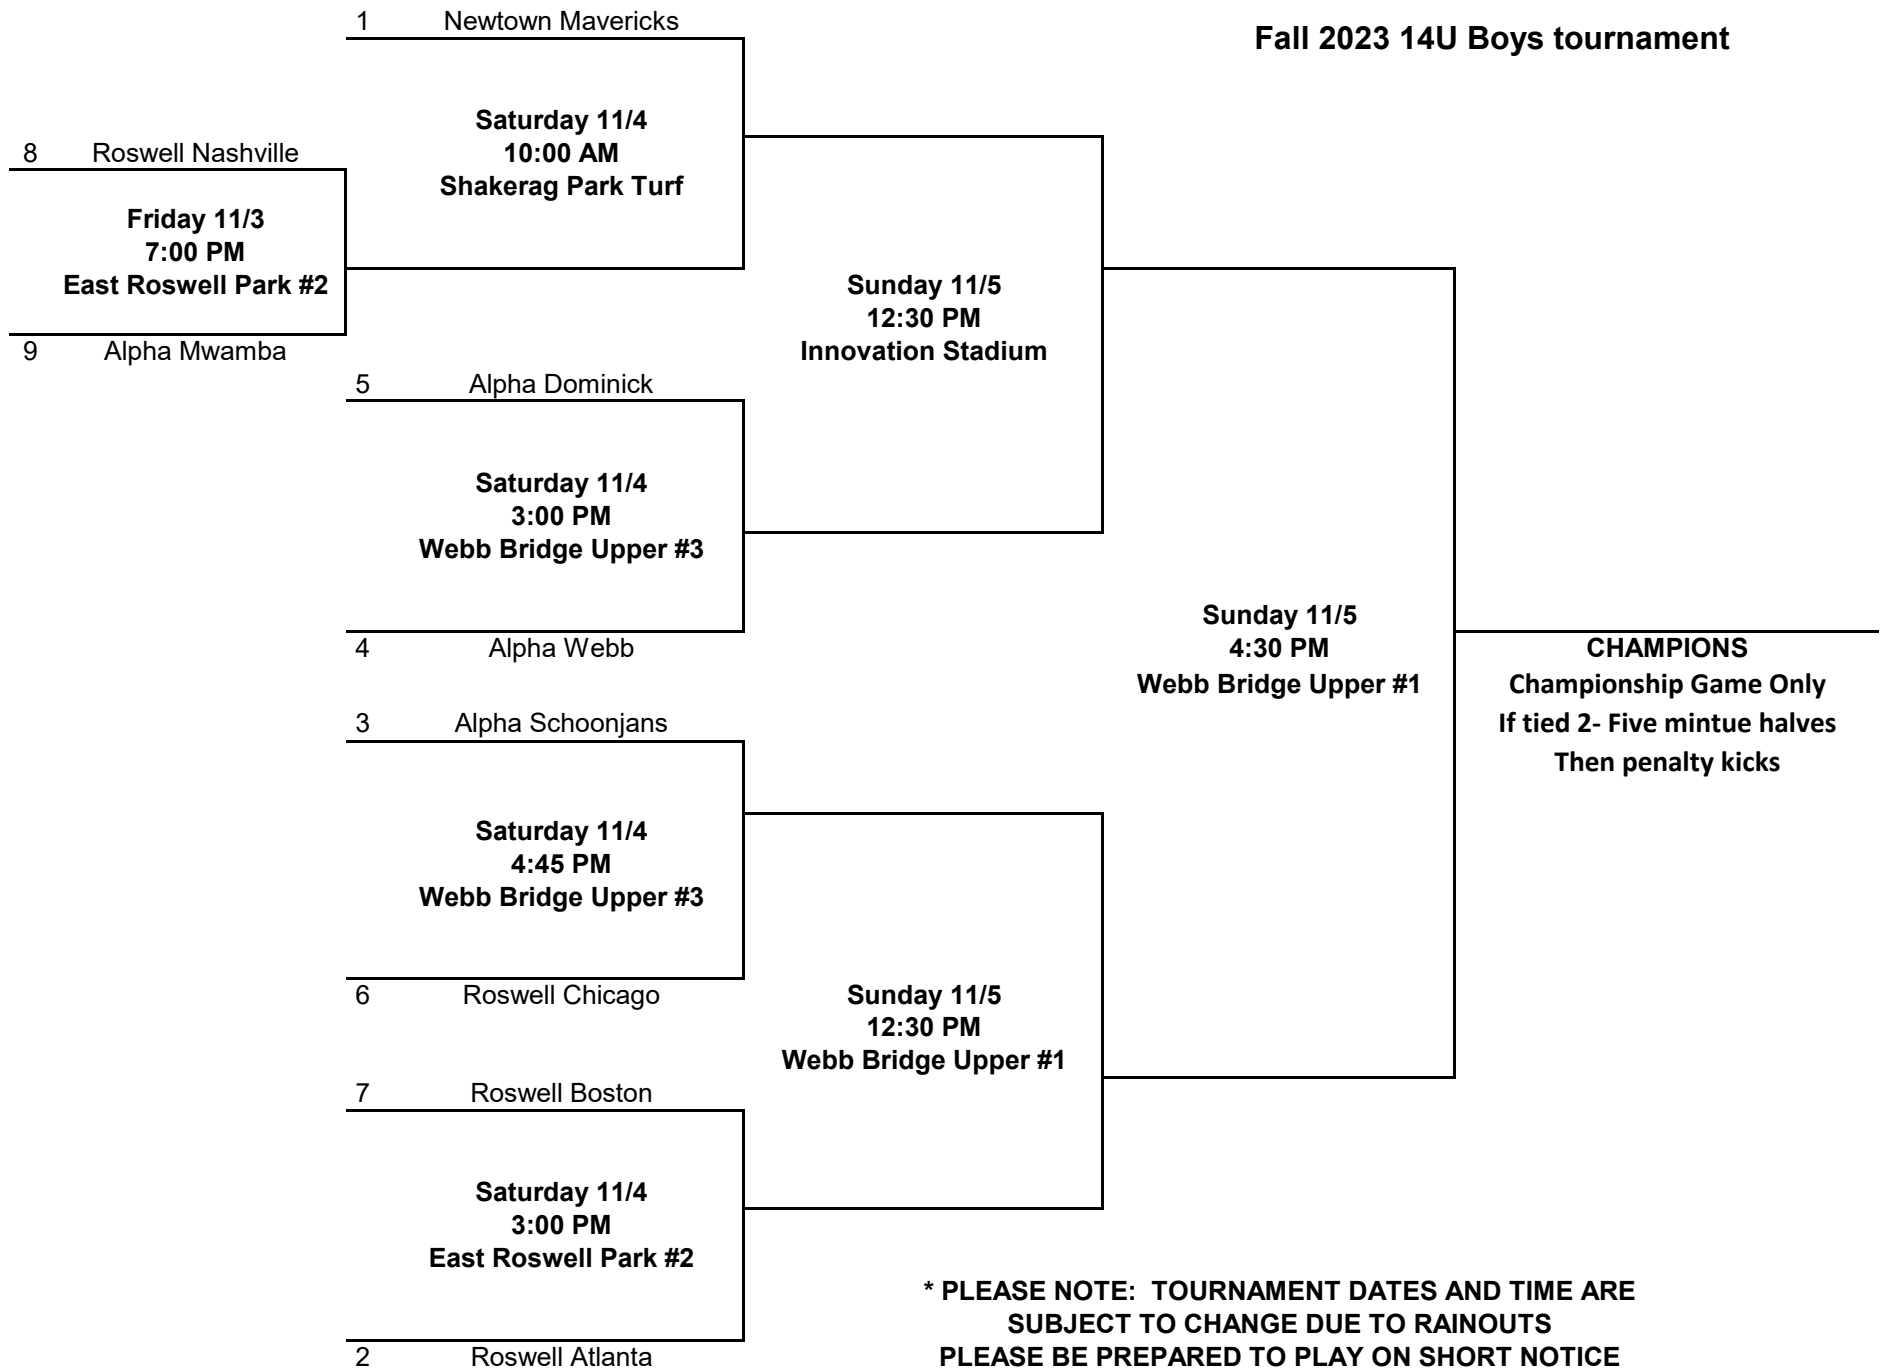 1 Newtown Mavericks
Fall 2023 14U Boys tournament
Saturday 11/4
10:00 AM
Shakerag Park Turf
8 Roswell Nashville
Friday 11/3
7:00 PM
East Roswell Park #2
9 Alpha Mwamba
Sunday 11/5
12:30 PM
Innovation Stadium
5 Alpha Dominick
Saturday 11/4
3:00 PM
Webb Bridge Upper #3
4 Alpha Webb
Sunday 11/5
4:30 PM
Webb Bridge Upper #1
CHAMPIONS
Championship Game Only
If tied 2- Five mintue halves
Then penalty kicks
3 Alpha Schoonjans
Saturday 11/4
4:45 PM
Webb Bridge Upper #3
6 Roswell Chicago
Sunday 11/5
12:30 PM
Webb Bridge Upper #1
7 Roswell Boston
Saturday 11/4
3:00 PM
East Roswell Park #2
2 Roswell Atlanta
* PLEASE NOTE: TOURNAMENT DATES AND TIME ARE
SUBJECT TO CHANGE DUE TO RAINOUTS
PLEASE BE PREPARED TO PLAY ON SHORT NOTICE